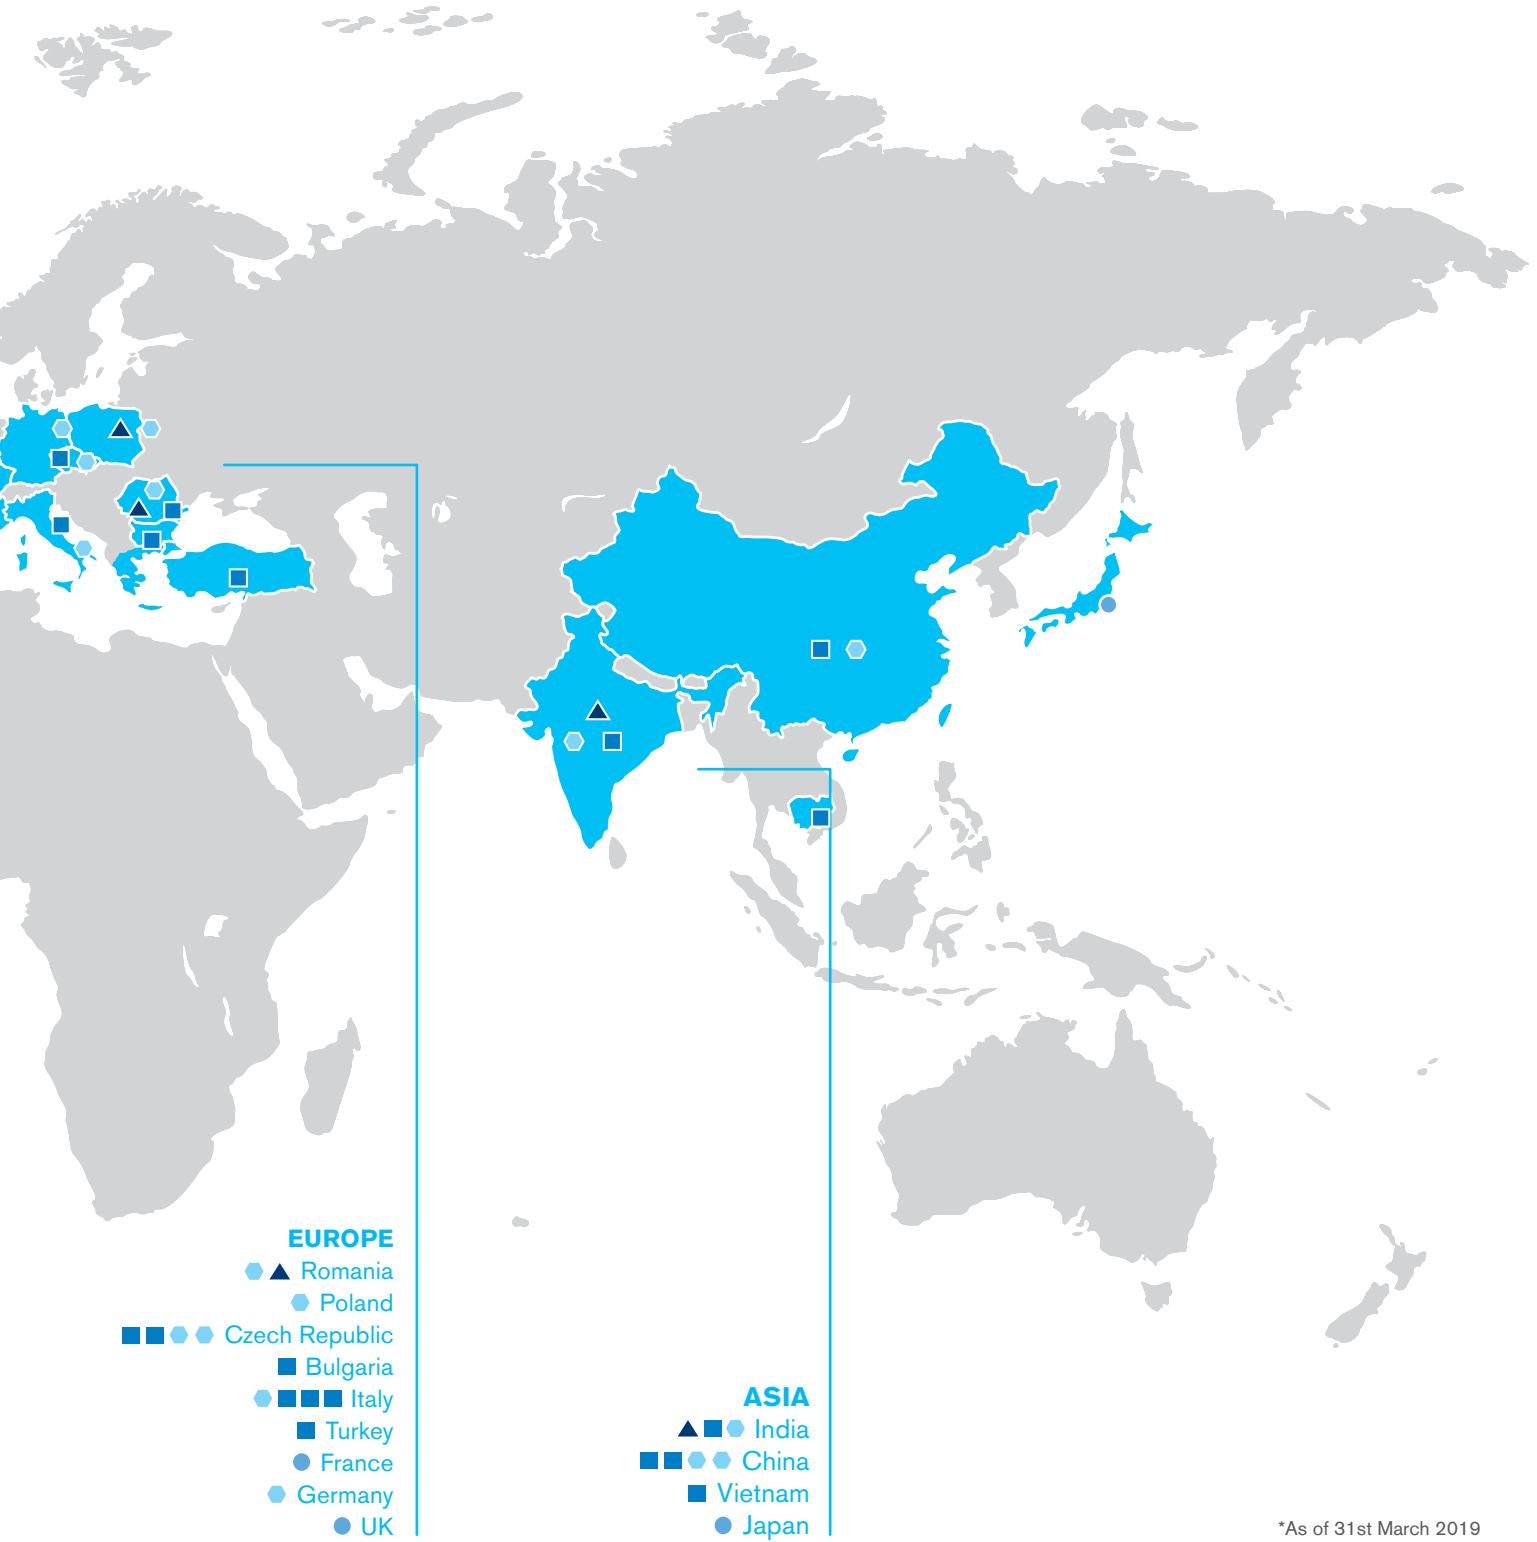 EUROPE
Romania
Poland
Czech Republic
Bulgaria
Italy
Turkey
France
Germany
UK
ASIA
India
China
Vietnam
Japan
*As of 31st March 2019